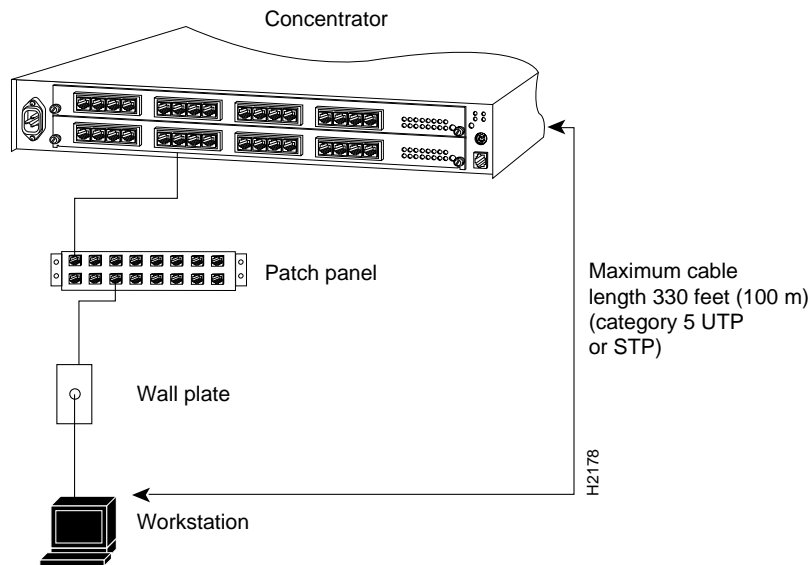 Concentrator
Patch panel
Maximum cable
length 330 feet (100 m)
(category 5 UTP
or STP)
Wall plate
H2178
Workstation